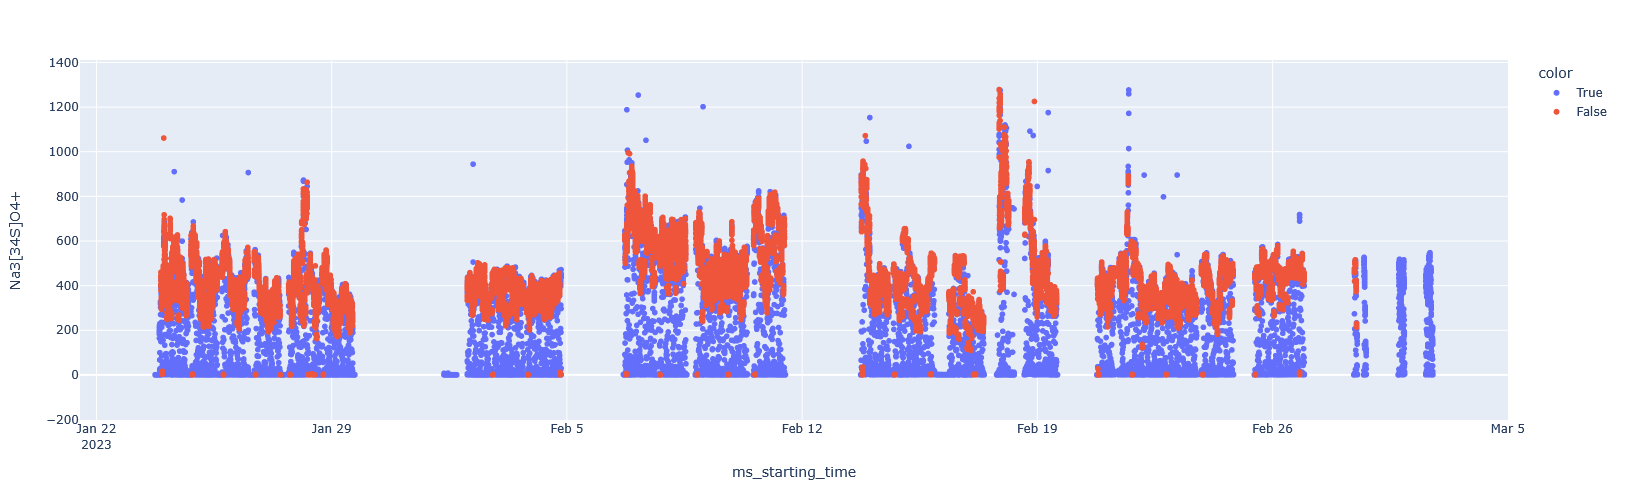 1400
1200
1000
800
600
400
200
0
−200
Na3[34S]O4+
Jan 22
2023
Jan 29
Feb 5
Feb 12
Feb 19
Feb 26
Mar 5
ms_starting_time
color
True
False